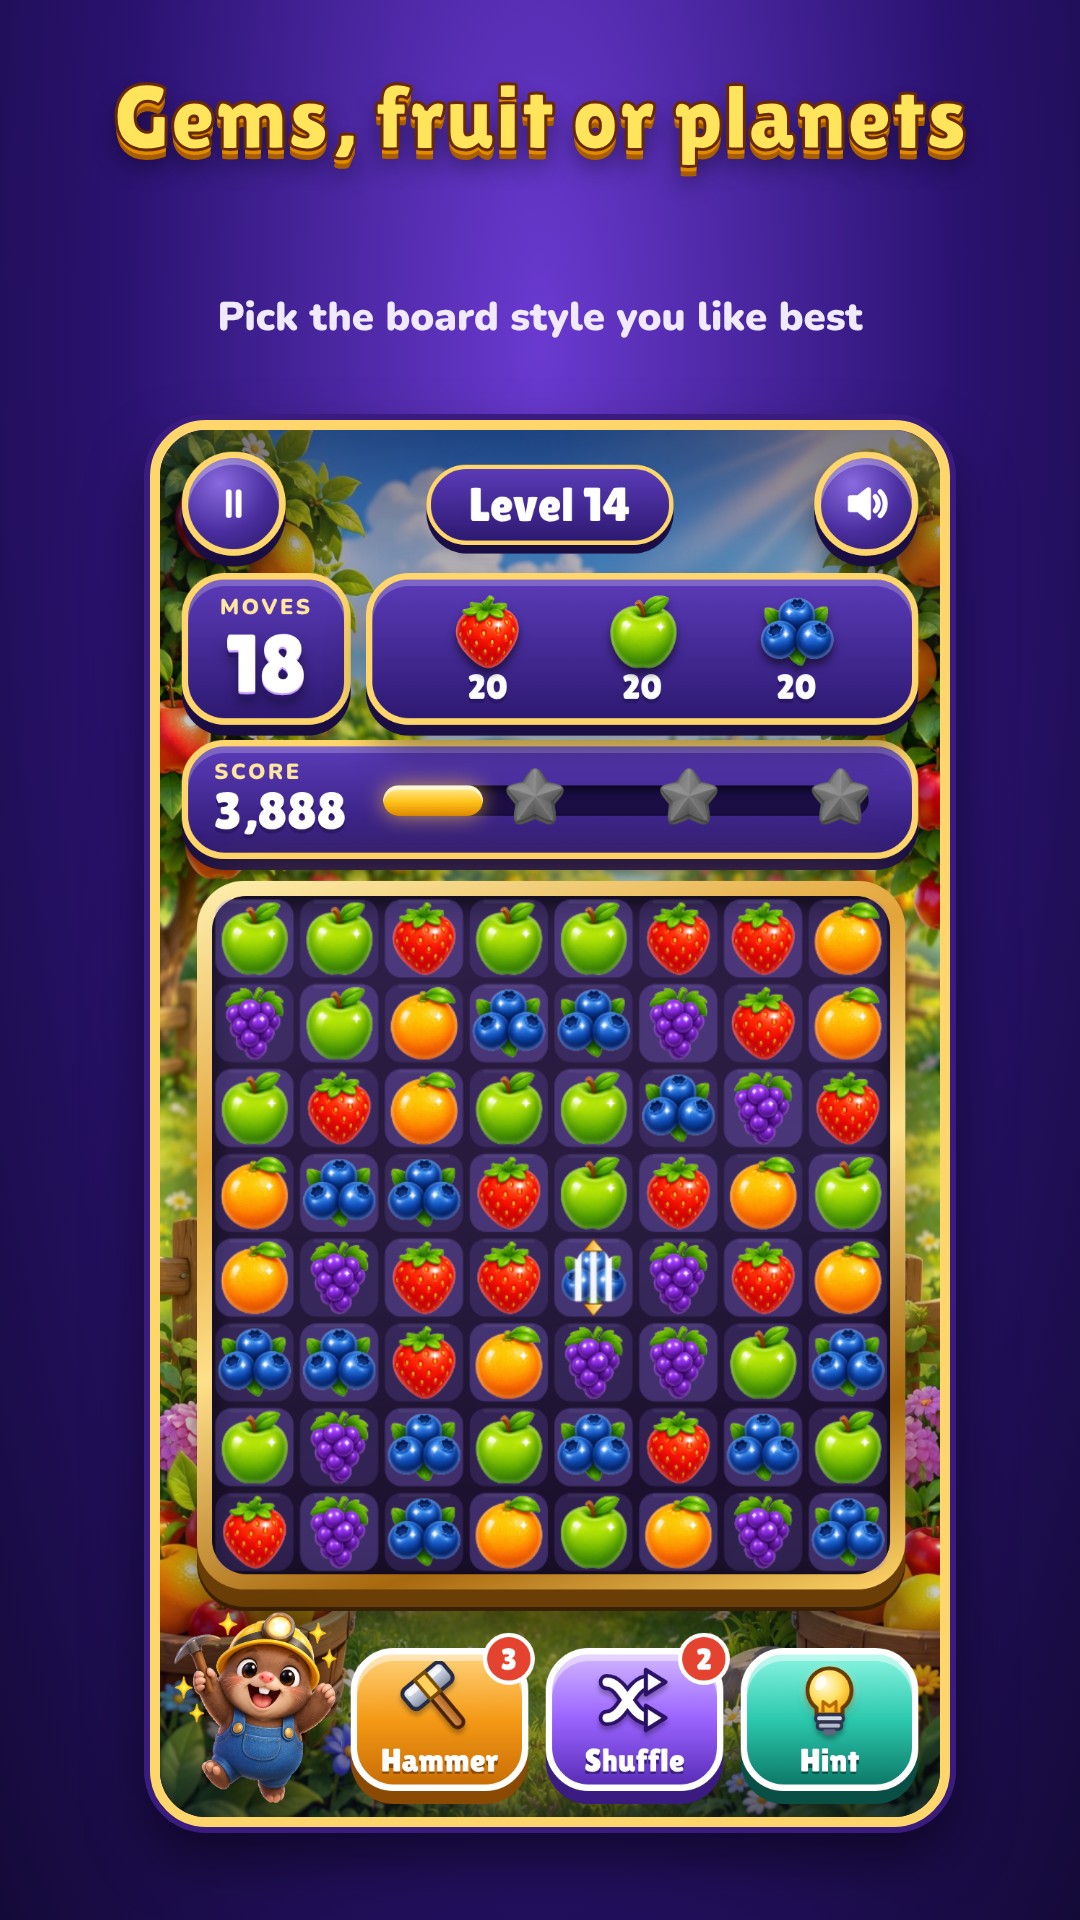 Gems, fruit or planets
Pick the board style you like best
Level 14
MOVES
18
20 20 20
SCORE
3,888
3 2
Hammer Shuffle Hint